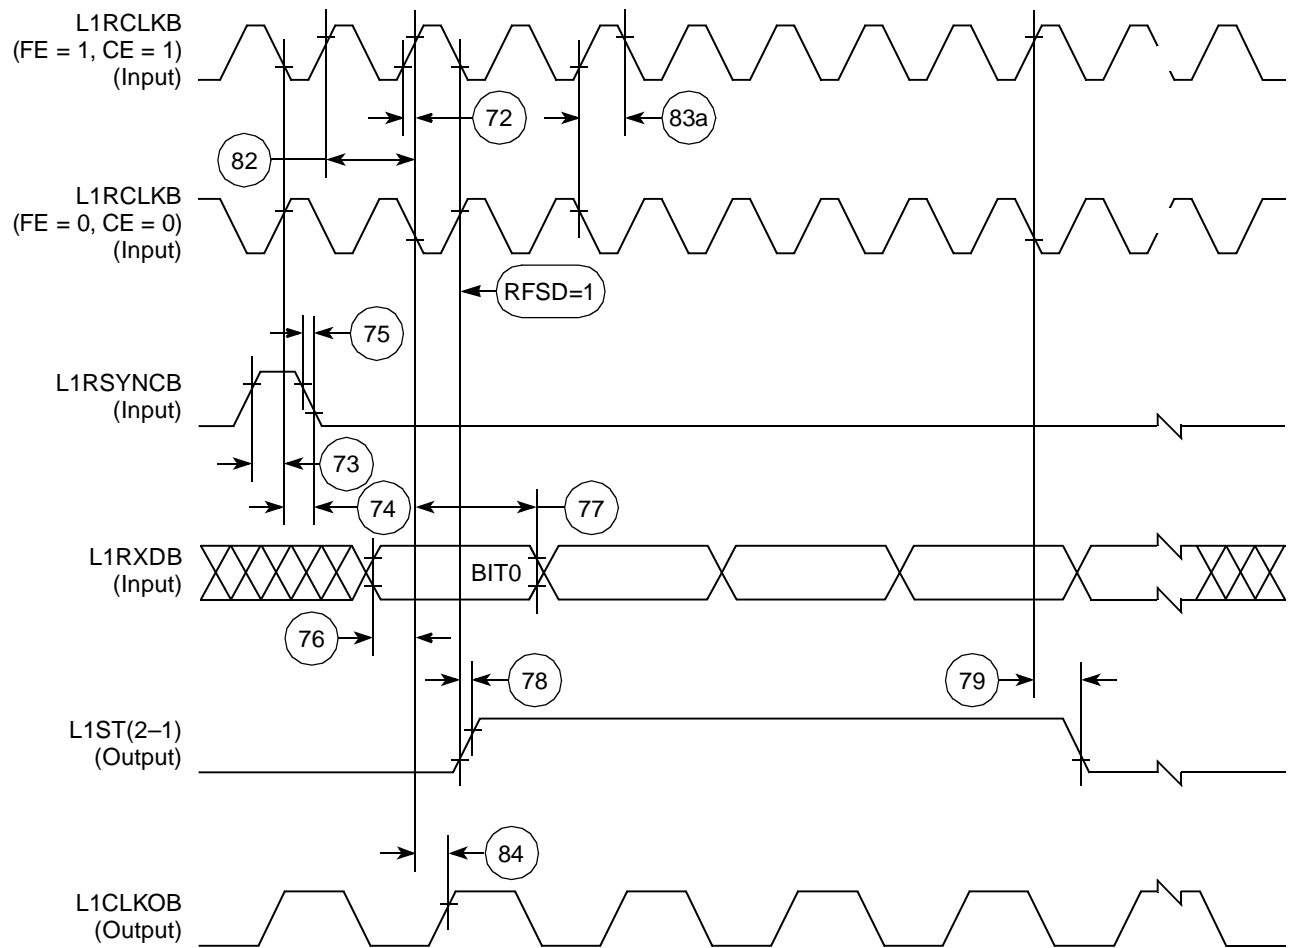 L1RCLKB
(FE = 1, CE = 1)
(Input)
72
83a
82
L1RCLKB
(FE = 0, CE = 0)
(Input)
RFSD=1
75
L1RSYNCB
(Input)
73
74
77
L1RXDB
(Input)
BIT0
76
78
79
L1ST(2–1)
(Output)
84
L1CLKOB
(Output)